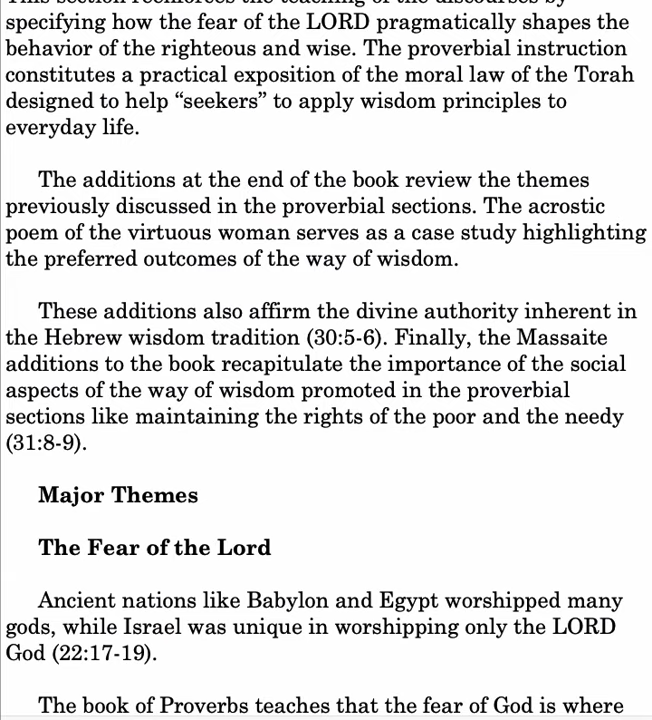 This section reinforces the teaching of the discourses by
specifying how the fear of the LORD pragmatically shapes the
behavior of the righteous and wise. The proverbial instruction
constitutes a practical exposition of the moral law of the Torah
designed to help “seekers” to apply wisdom principles to
everyday life.
The additions at the end of the book review the themes
previously discussed in the proverbial sections. The acrostic
poem of the virtuous woman serves as a case study highlighting
the preferred outcomes of the way of wisdom.
These additions also affirm the divine authority inherent in
the Hebrew wisdom tradition (30:5-6). Finally, the Massaite
additions to the book recapitulate the importance of the social
aspects of the way of wisdom promoted in the proverbial
sections like maintaining the rights of the poor and the needy
(31:8-9).
Major Themes
The Fear of the Lord
Ancient nations like Babylon and Egypt worshipped many
gods, while Israel was unique in worshipping only the LORD
God (22:17-19).
The book of Proverbs teaches that the fear of God is where